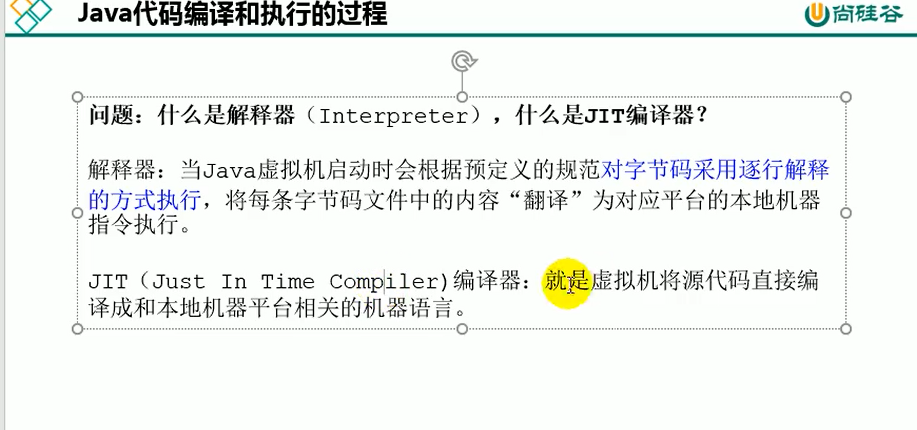 Java代码编译和执行的过程
尚硅谷
问题：什么是解释器（Interpreter），什么是JIT编译器？
解释器：当Java虚拟机启动时会根据预定义的规范对字节码采用逐行解释
的方式执行，将每条字节码文件中的内容“翻译”为对应平台的本地机器
指令执行。
JIT（Just In Time Compiler)编译器：就是虚拟机将源代码直接编
译成和本地机器平台相关的机器语言。